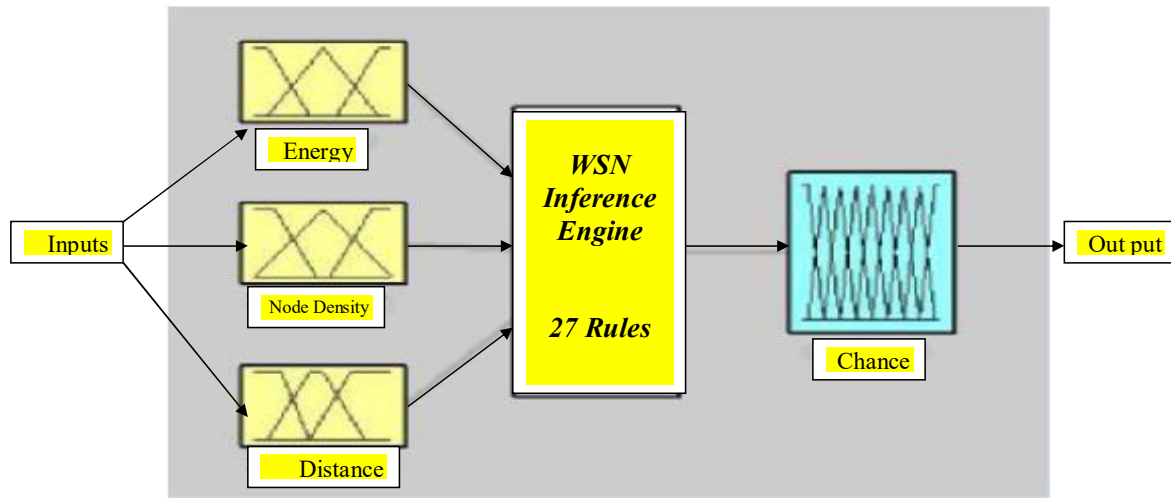 Energy
Inputs
Node Density
Distance
WSN
Inference
Engine
27 Rules
Chance
Out put